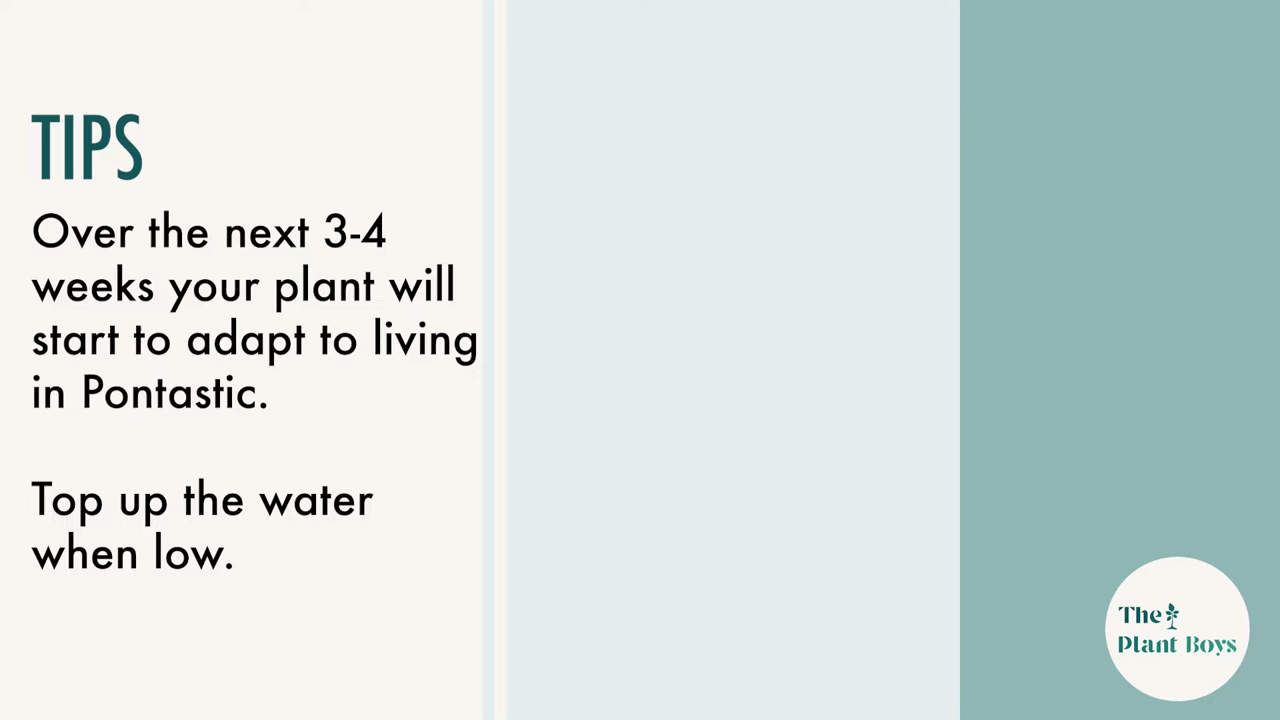 TIPS
Over the next 3-4
weeks your plant will
start to adapt to living
in Pontastic.
Top up the water
when low.
The
Plant Boys